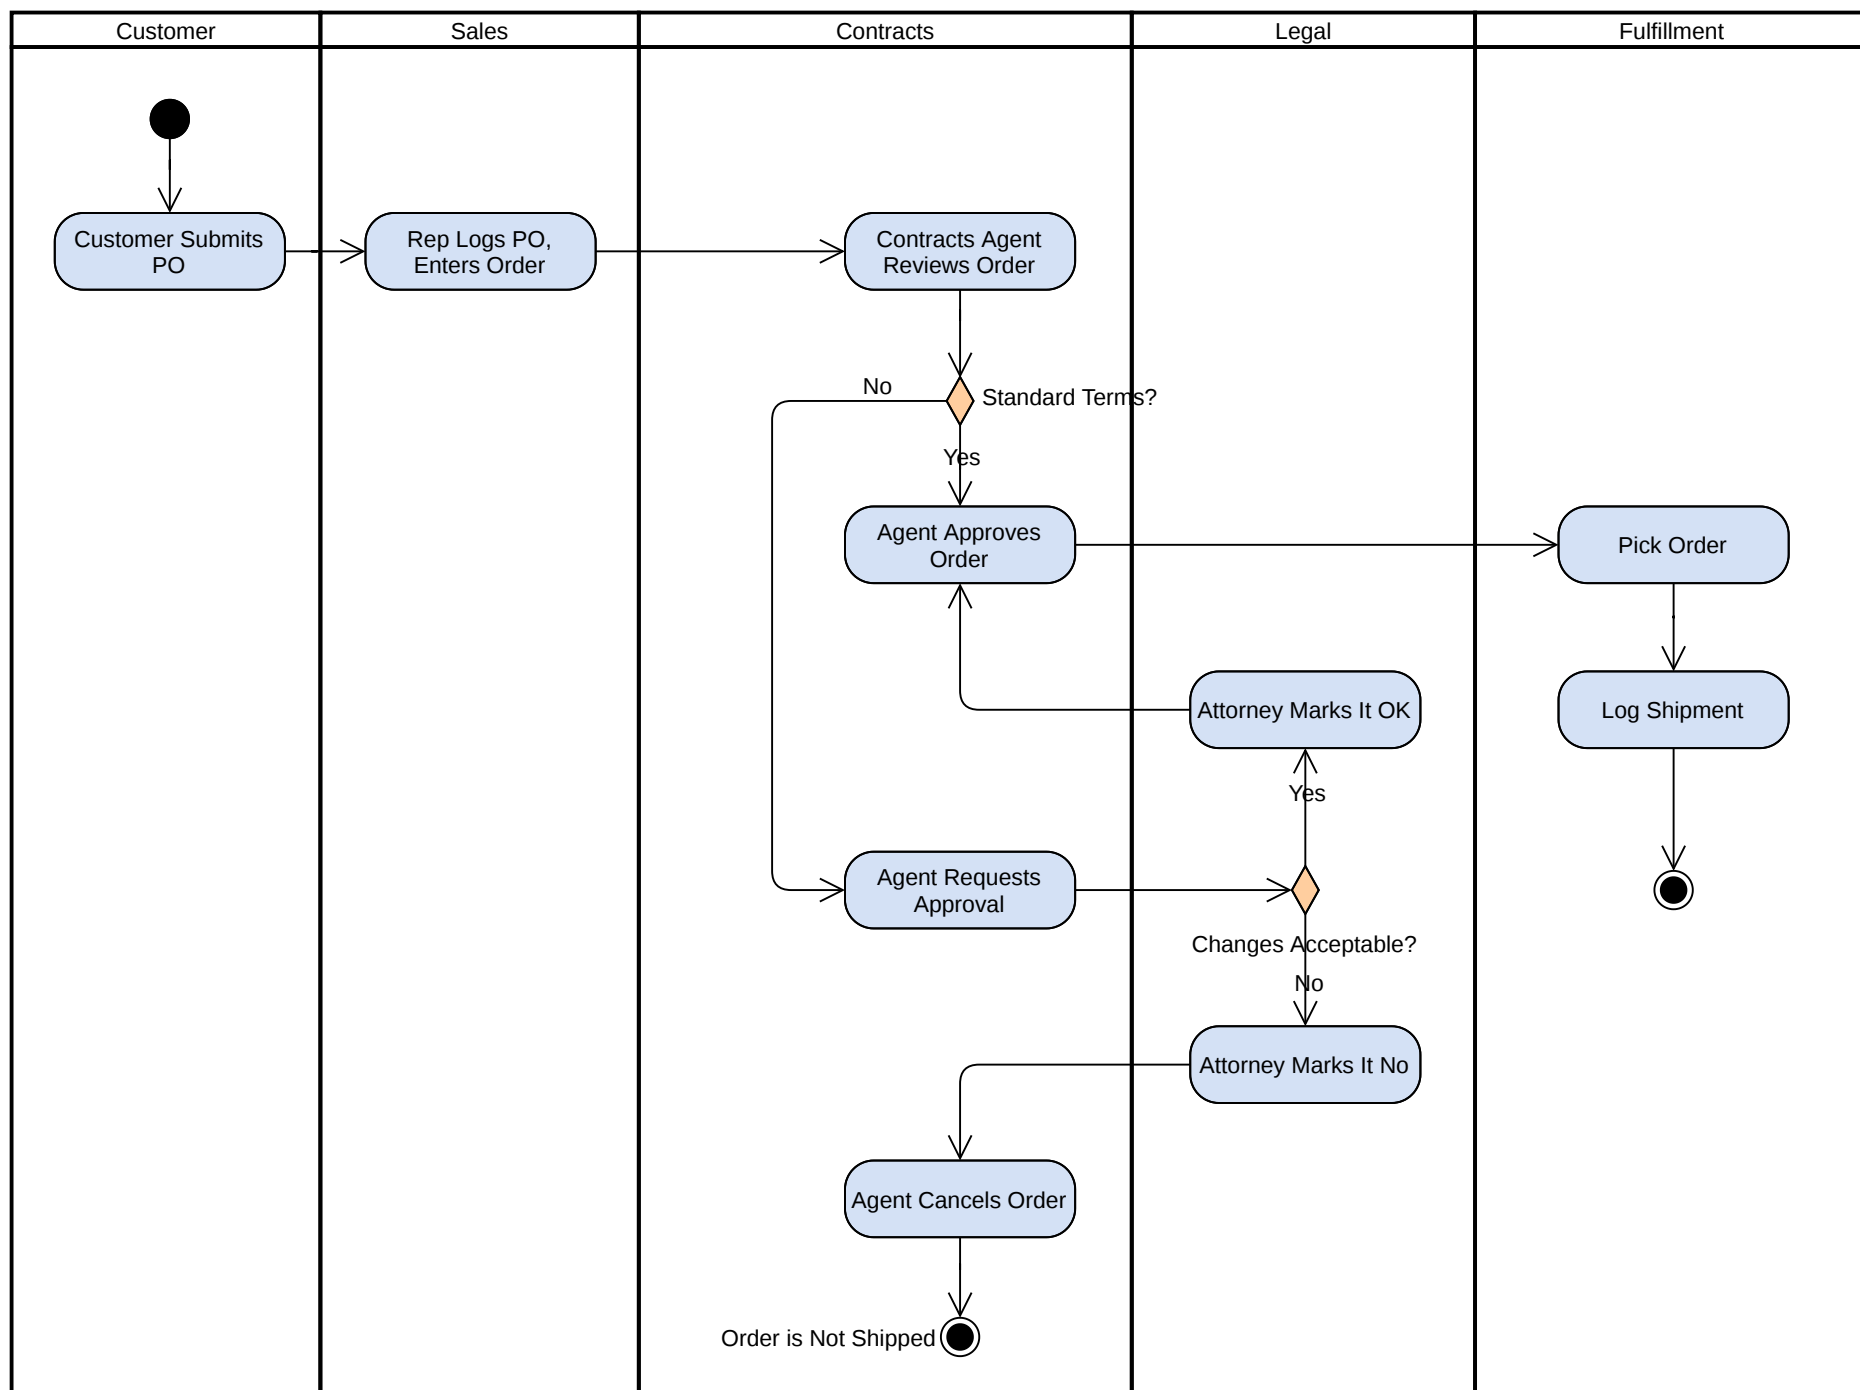 Customer
Sales
Contracts
Legal
Fulfillment
Customer Submits
PO
Rep Logs PO,
Enters Order
Contracts Agent
Reviews Order
No
Standard Terms?
Yes
Agent Approves
Order
Pick Order
Attorney Marks It OK
Log Shipment
Yes
Agent Requests
Approval
Changes Acceptable?
No
Attorney Marks It No
Agent Cancels Order
Order is Not Shipped